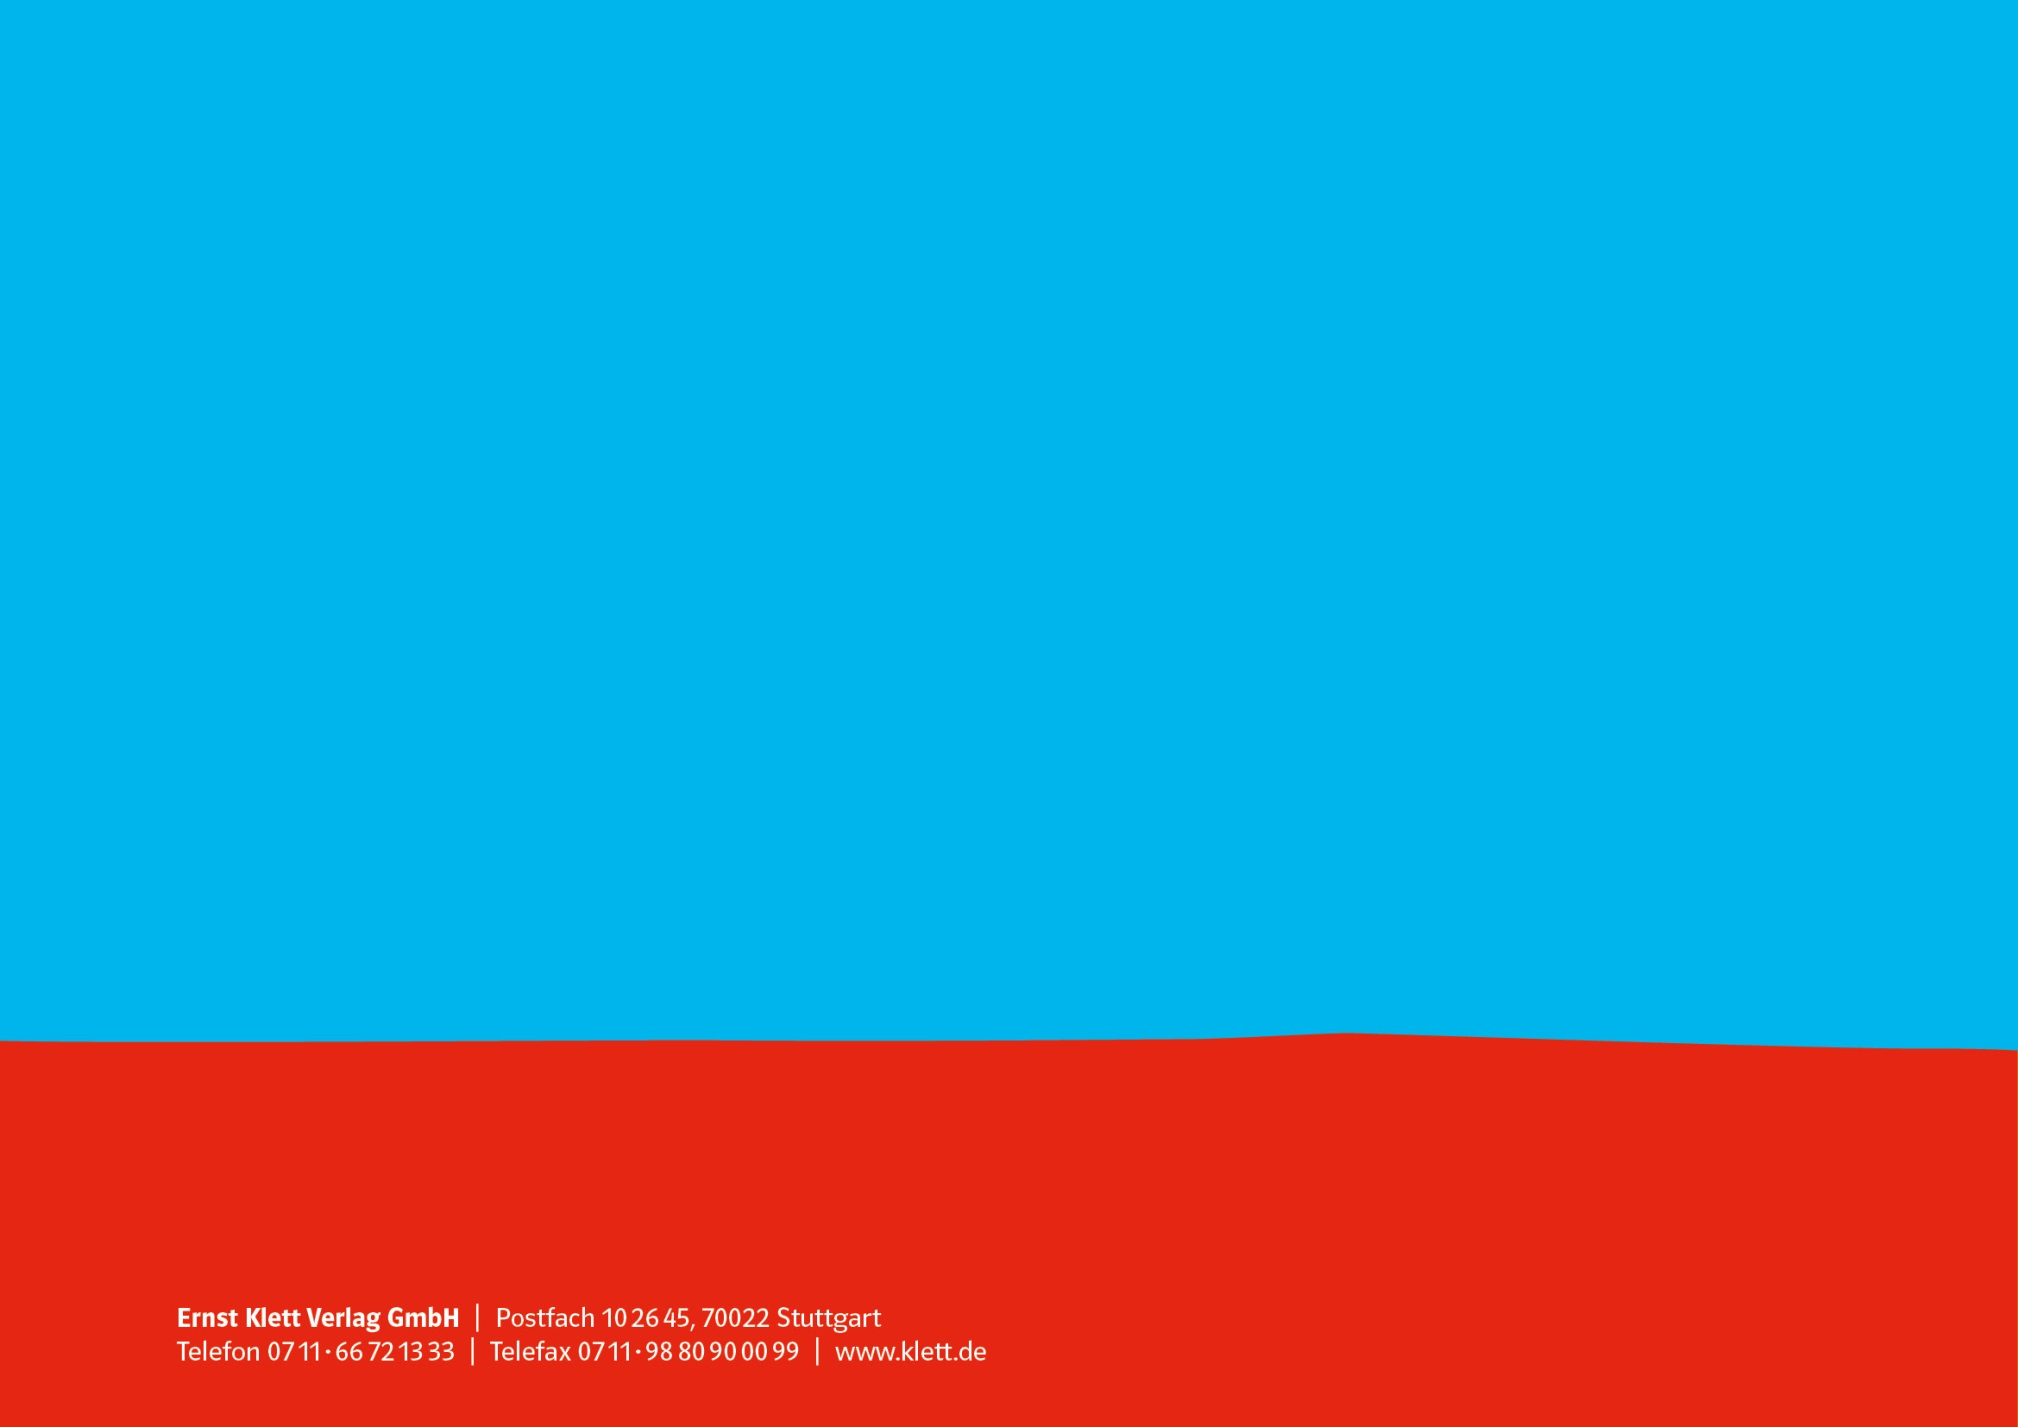 Ernst Klett Verlag GmbH | Postfach 10 26 45, 70022 Stuttgart
Telefon 07 11 · 66 72 13 33 | Telefax 07 11 · 98 80 90 00 99 | www.klett.de